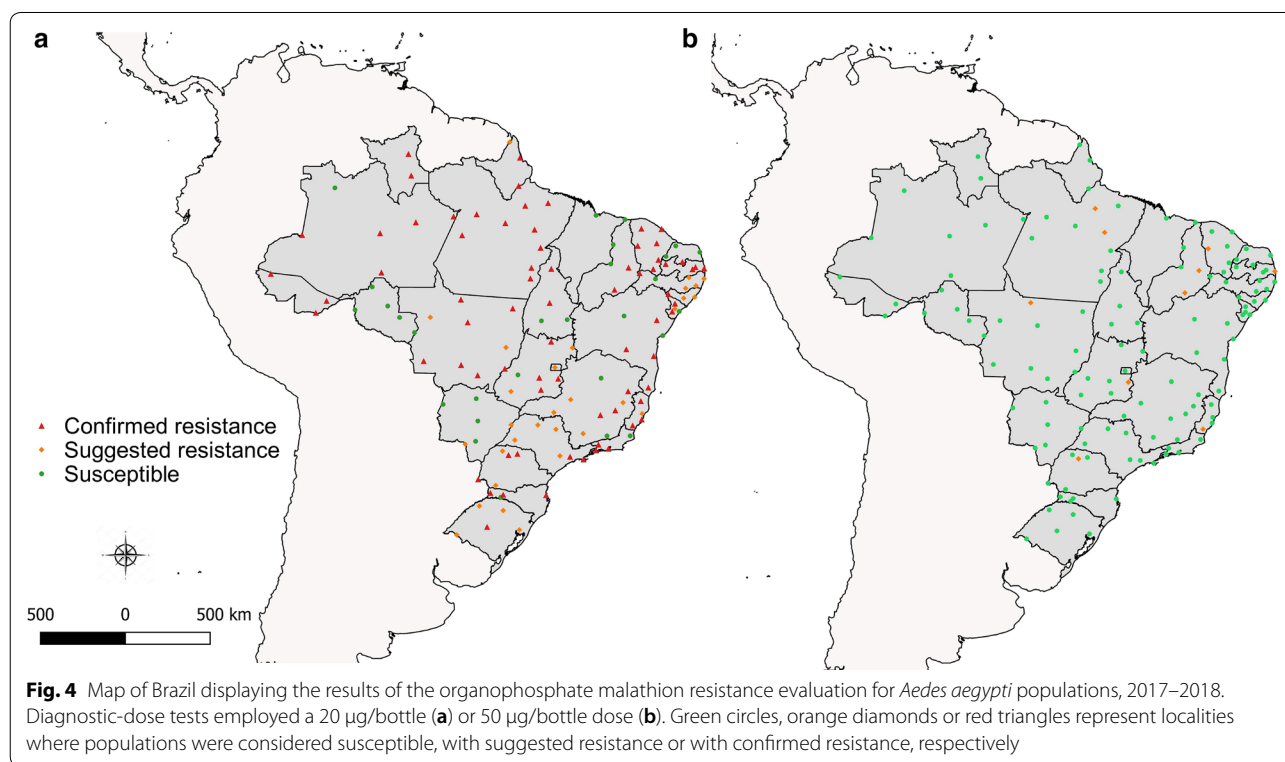 a
b
Confirmed resistance
Suggested resistance
Susceptible
500 0 500 km
Fig. 4 Map of Brazil displaying the results of the organophosphate malathion resistance evaluation for Aedes aegypti populations, 2017–2018.
Diagnostic-dose tests employed a 20 µg/bottle (a) or 50 µg/bottle dose (b). Green circles, orange diamonds or red triangles represent localities
where populations were considered susceptible, with suggested resistance or with confirmed resistance, respectively